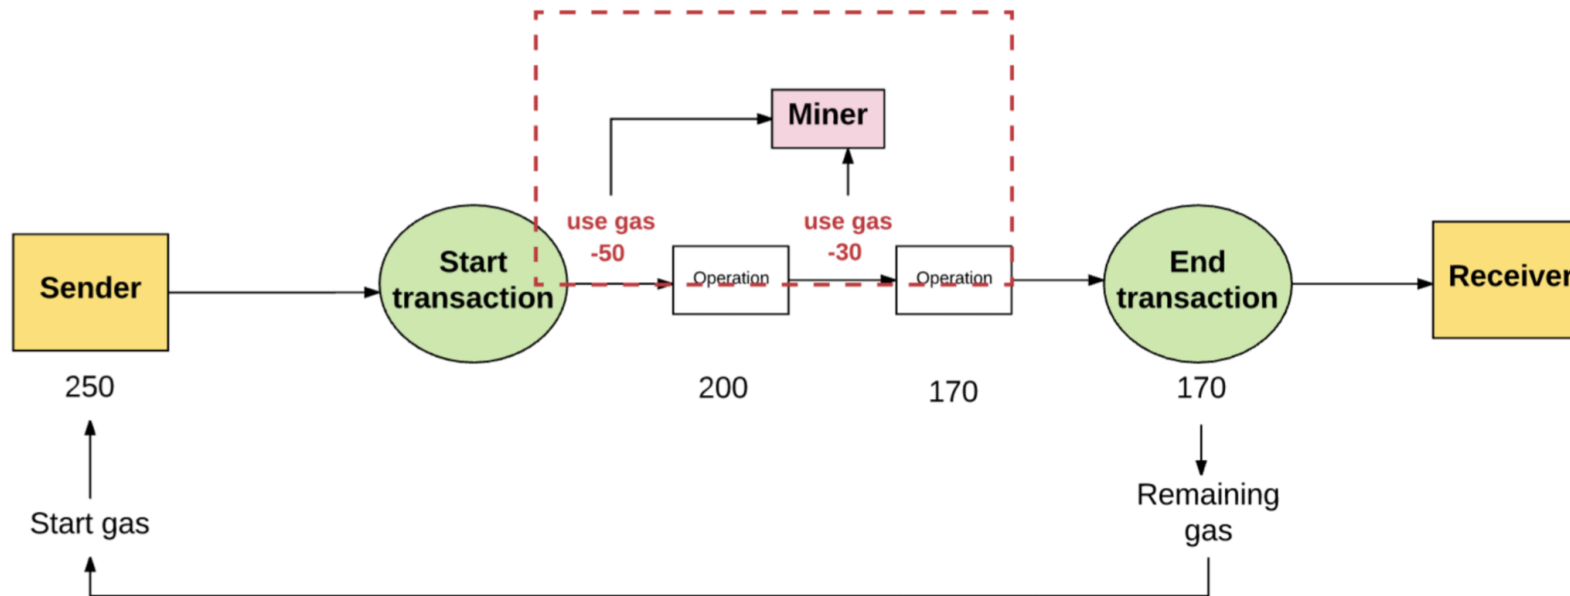 Miner
use gas
-50
use gas
-30
Sender
Start
transaction
Operation
Operation
End
transaction
Receiver
250
200
170
170
Start gas
Remaining
gas